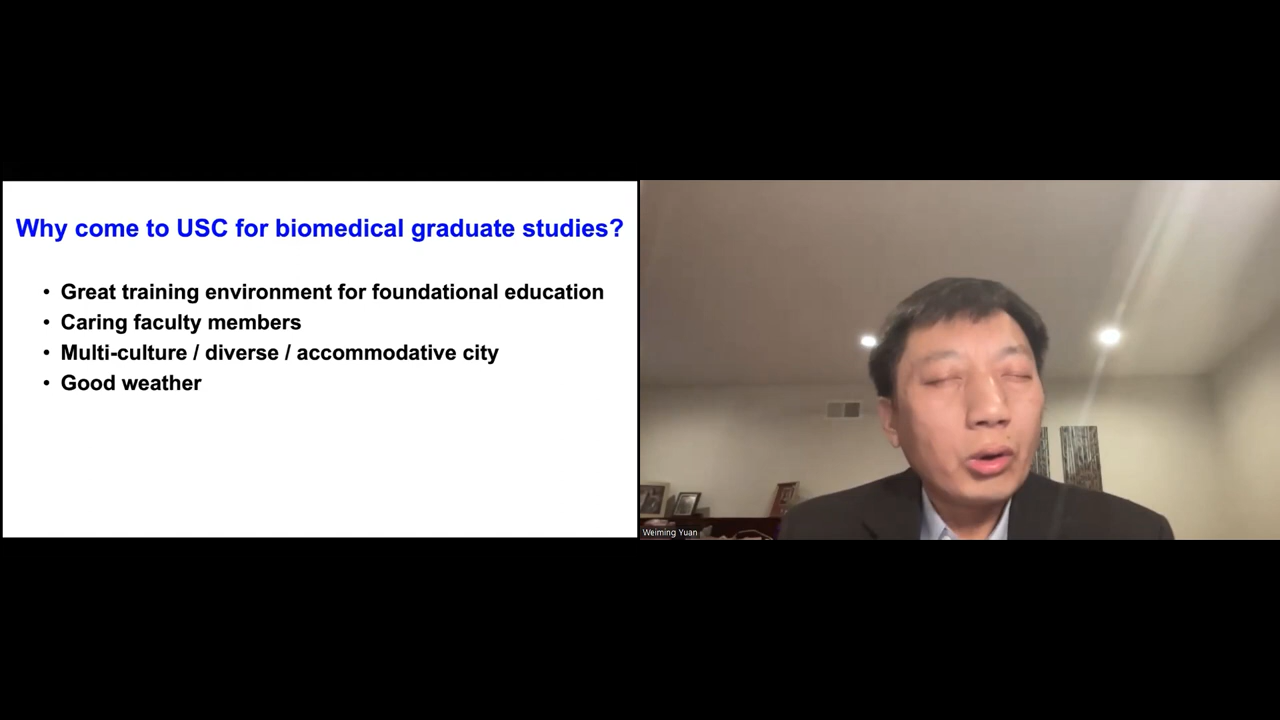 Why come to USC for biomedical graduate studies?
• Great training environment for foundational education
• Caring faculty members
• Multi-culture / diverse / accommodative city
• Good weather
Weiming Yuan